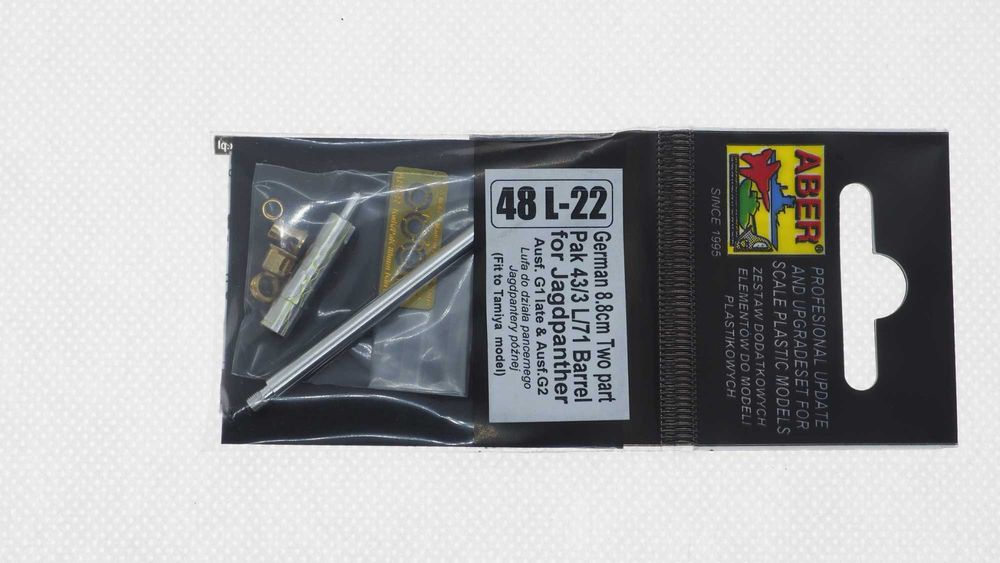 ABER®
SINCE 1995
PROFESIONAL UPDATE
AND UPGRADESET FOR
SCALE PLASTIC MODELS
ZESTAW DODATKOWYCH
ELEMENTÓW DO MODELI
PLASTIKOWYCH
48 L-22
German 8.8cm Two part
Pak 43/3 L/71 Barrel
for Jagdpanther
Ausf. G1 late & Ausf.G2
Lufa do działa pancernego
Jagdpantery późnej
(Fit to Tamiya model)